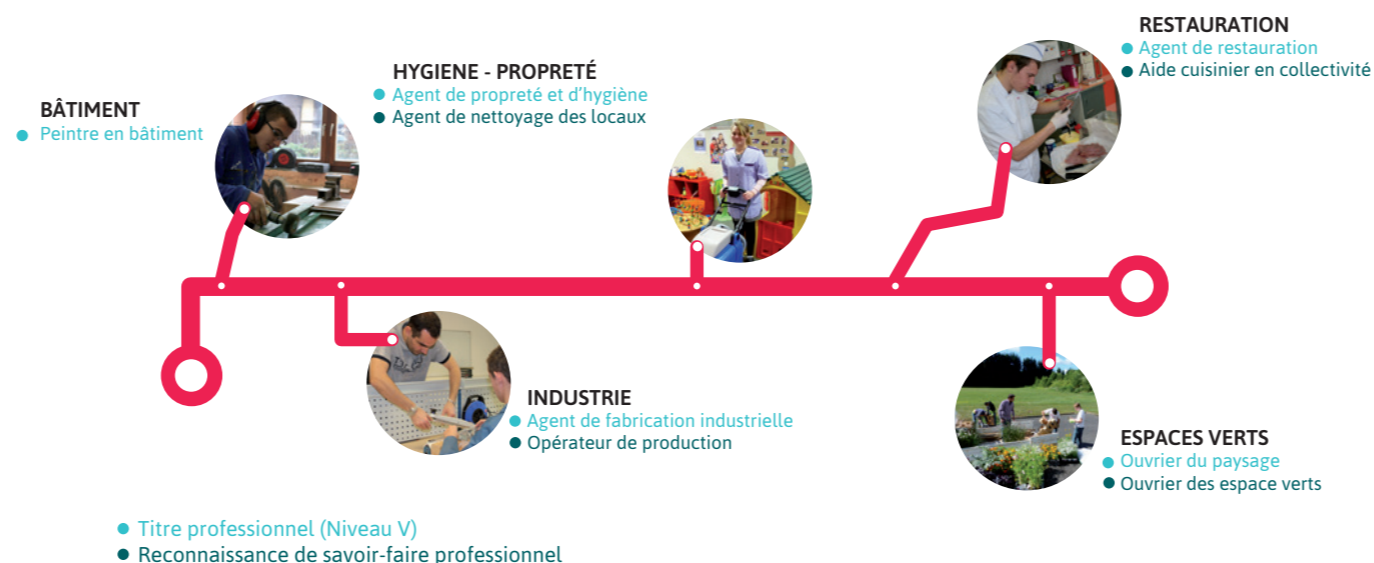 BÂTIMENT
Peintre en bâtiment
HYGIENE - PROPRETÉ
Agent de propreté et d'hygiène
Agent de nettoyage des locaux
RESTAURATION
Agent de restauration
Aide cuisinier en collectivité
INDUSTRIE
Agent de fabrication industrielle
Opérateur de production
ESPACES VERTS
Ouvrier du paysage
Ouvrier des espace verts
Titre professionnel (Niveau V)
Reconnaissance de savoir-faire professionnel